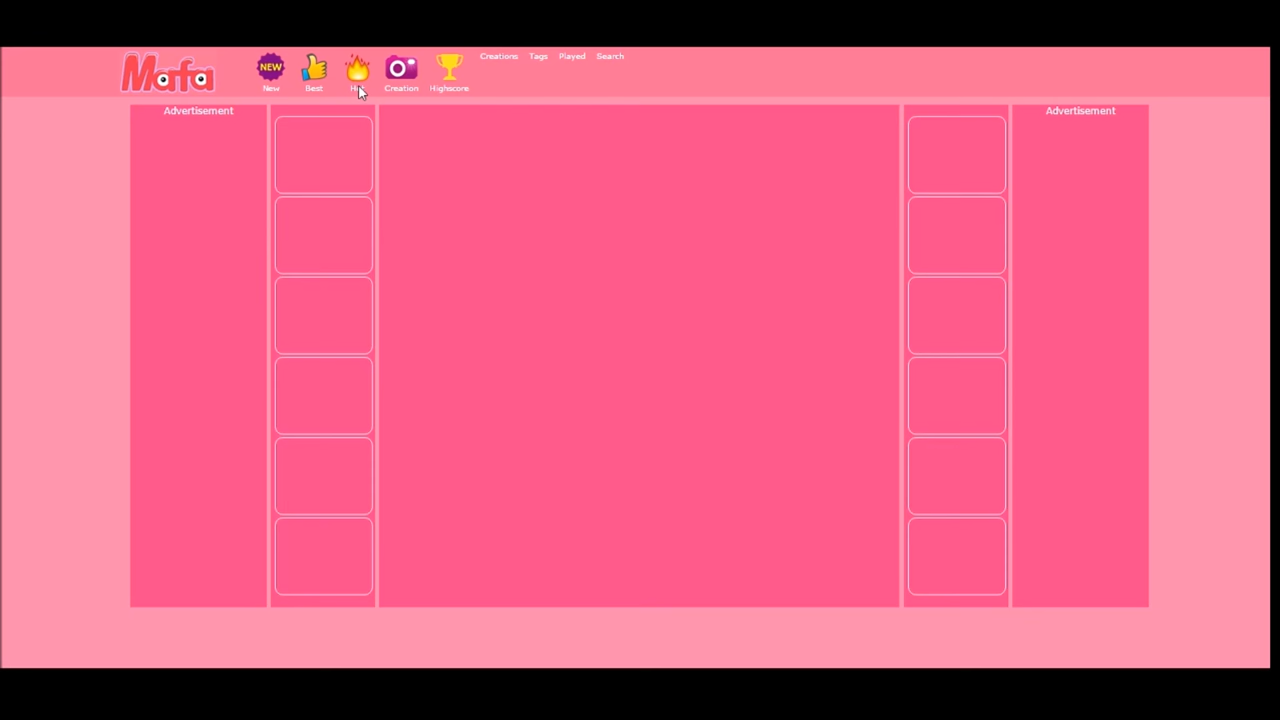 Mafa
NEW
New
Best
Creation
Highscore
Creations
Tags
Played
Search
Advertisement
Advertisement